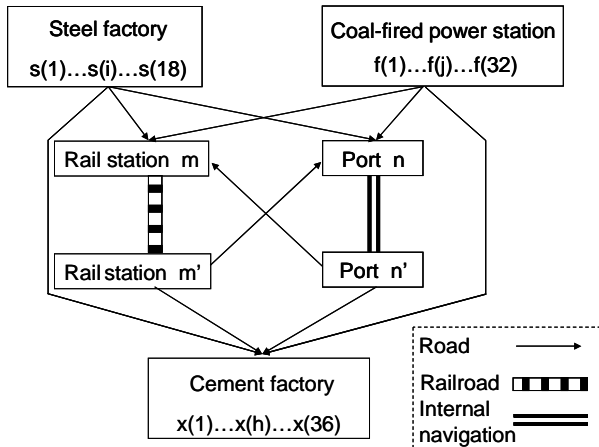 Steel factory
s(1)…s(i)…s(18)
Coal-fired power station
f(1)…f(j)…f(32)
Rail station m
Port n
Rail station m’
Port n’
Cement factory
x(1)…x(h)…x(36)
Road
Railroad
Internal
navigation